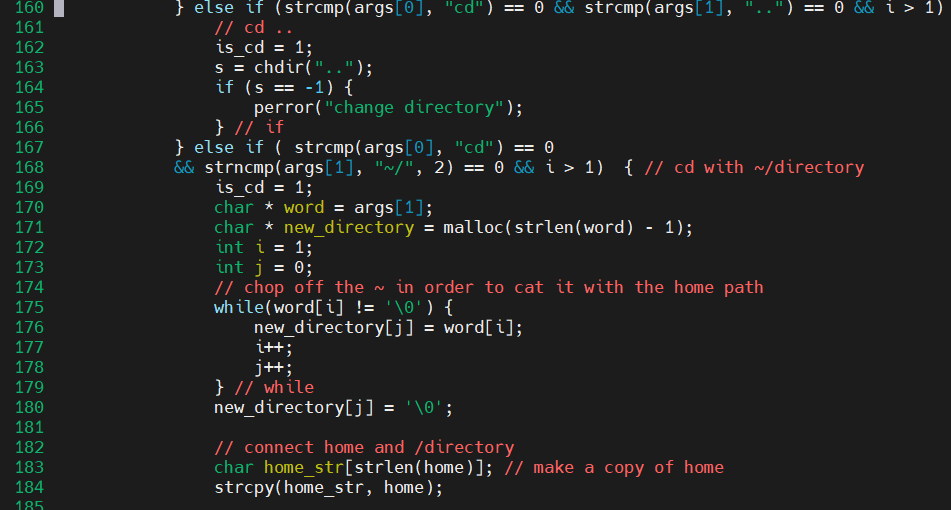 160             } else if (strcmp(args[0], "cd") == 0 && strcmp(args[1], "..") == 0 && i > 1)
161                 // cd ..
162                 is_cd = 1;
163                 s = chdir("..");
164                 if (s == -1) {
165                     perror("change directory");
166                 } // if
167             } else if ( strcmp(args[0], "cd") == 0
168             && strncmp(args[1], "~/", 2) == 0 && i > 1)  { // cd with ~/directory
169                 is_cd = 1;
170                 char * word = args[1];
171                 char * new_directory = malloc(strlen(word) - 1);
172                 int i = 1;
173                 int j = 0;
174                 // chop off the ~ in order to cat it with the home path
175                 while(word[i] != '\0') {
176                     new_directory[j] = word[i];
177                     i++;
178                     j++;
179                 } // while
180                 new_directory[j] = '\0';
181
182                 // connect home and /directory
183                 char home_str[strlen(home)]; // make a copy of home
184                 strcpy(home_str, home);
185